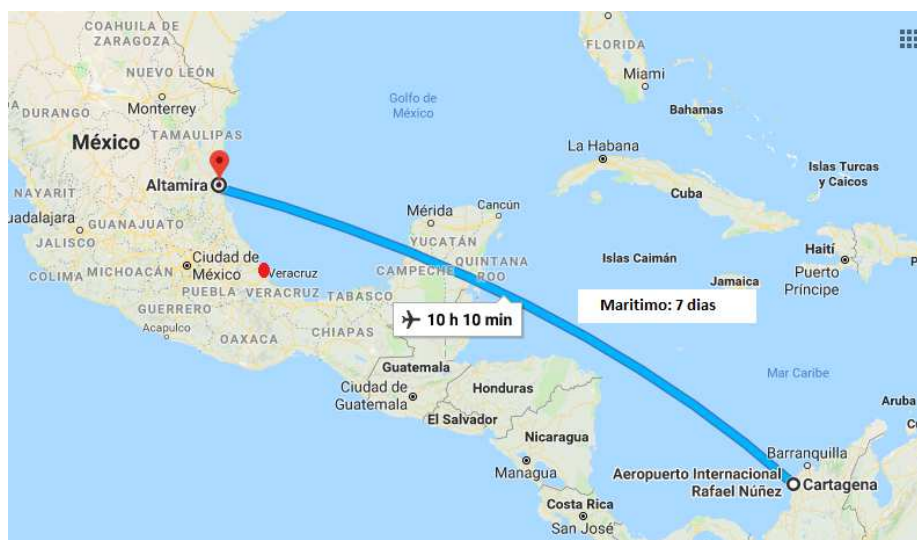 COAHUILA DE
ZARAGOZA
NUEVO LEÓN
DURANGO
Monterrey
México
TAMAULIPAS
Altamira
NAYARIT
GUANAJUATO
uadalajara
JALISCO
Ciudad de
México
COLIMA
MICHOACÁN
PUEBLA
VERACRUZ
Veracruz
GUERRERO
Acapulco
OAXACA
TABASCO
CHIAPAS
Golfo de
México
FLORIDA
Miami
Bahamas
La Habana
Cuba
Islas Turcas
y Caicos
Mérida
Cancún
YUCATÁN
CAMPECHE
QUINTANA
ROO
Islas Caimán
Jamaica
Haití
Puerto
Príncipe
P
Maritimo: 7 dias
10 h 10 min
Guatemala
Ciudad de
Guatemala
Honduras
El Salvador
Nicaragua
Managua
Costa Rica
San José
Mar Caribe
Aruba
Cu
Barranquilla
Aeropuerto Internacional
Rafael Núñez
Cartagena